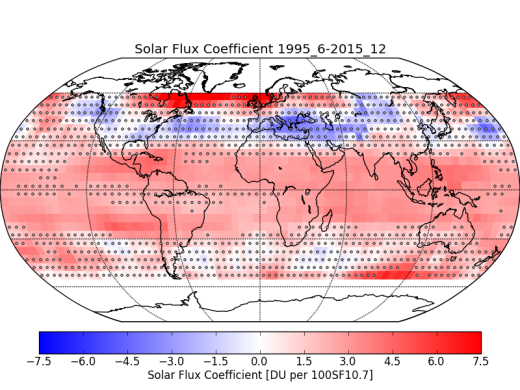 Solar Flux Coefficient 1995_6-2015_12
−7.5 −6.0 −4.5 −3.0 −1.5 0.0 1.5 3.0 4.5 6.0 7.5
Solar Flux Coefficient [DU per 100SF10.7]